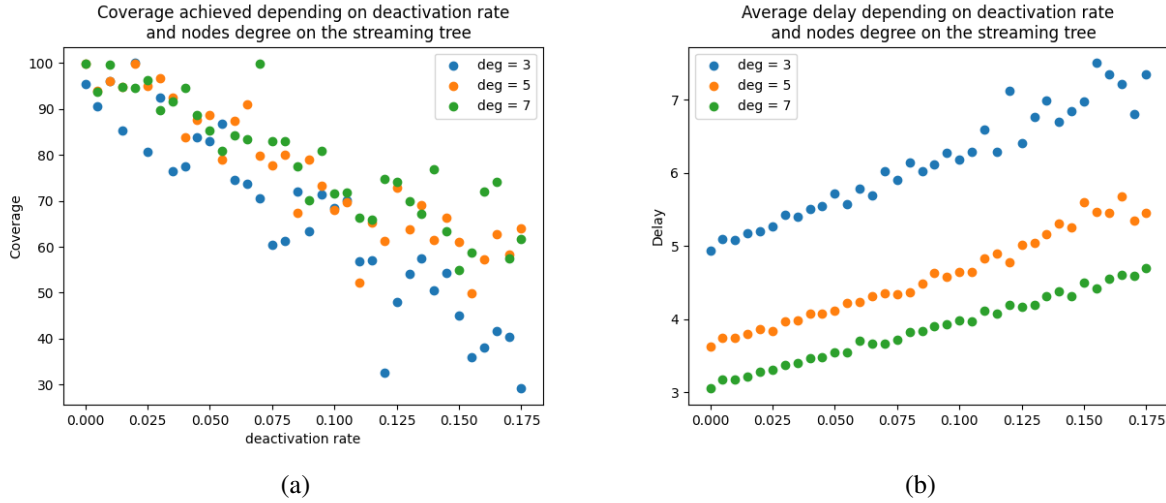 Coverage achieved depending on deactivation rate
and nodes degree on the streaming tree
100
90
80
70
60
50
40
30
Coverage
deg = 3
deg = 5
deg = 7
0.000 0.025 0.050 0.075 0.100 0.125 0.150 0.175
deactivation rate
(a)
Average delay depending on deactivation rate
and nodes degree on the streaming tree
7
6
5
4
3
Delay
deg = 3
deg = 5
deg = 7
0.000 0.025 0.050 0.075 0.100 0.125 0.150 0.175
(b)